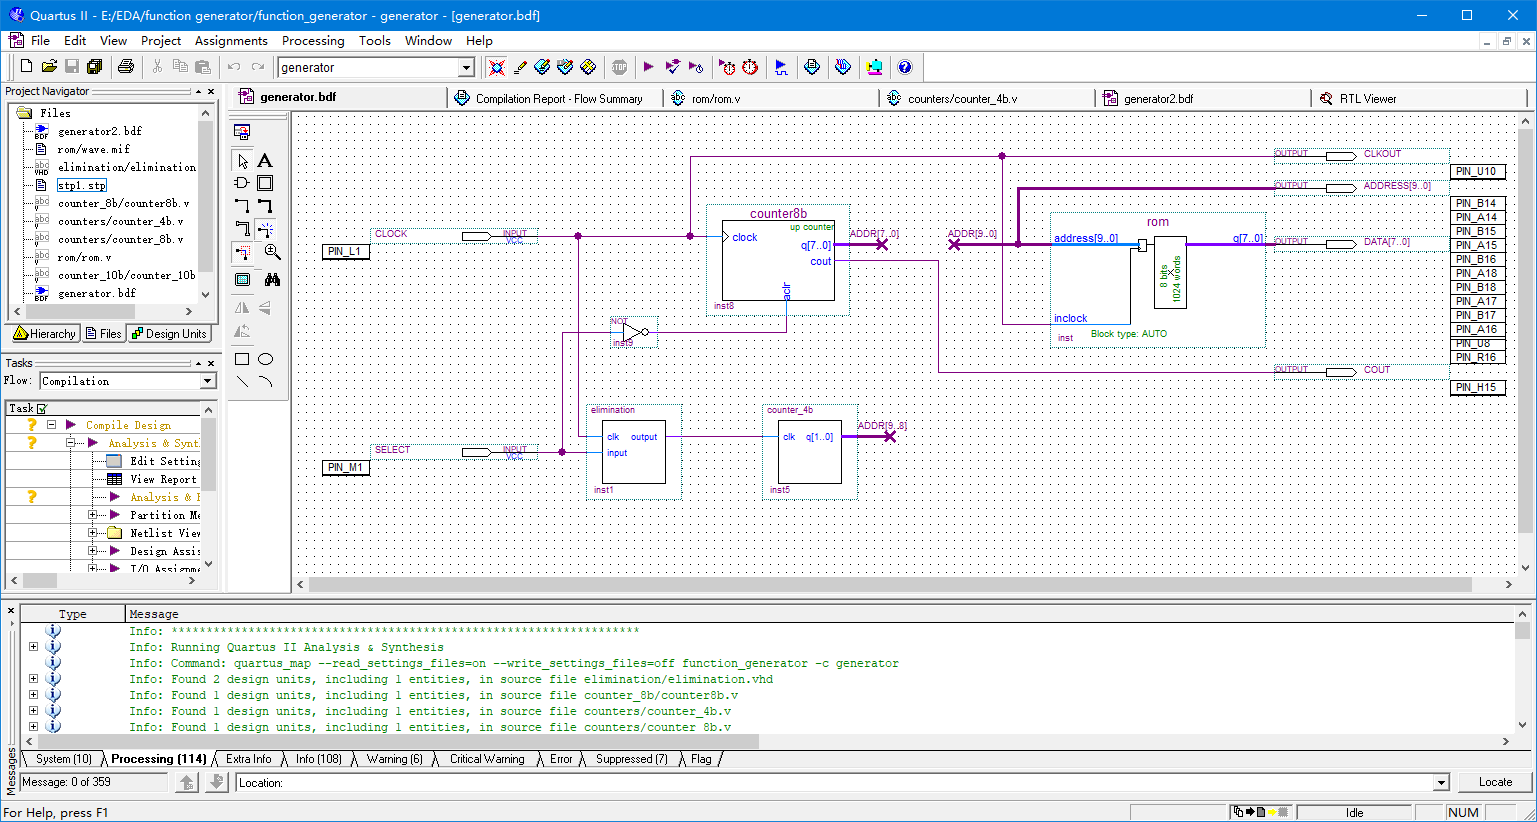 Quartus II - E:/EDA/function generator/function_generator - generator - [generator.bdf]
File Edit View Project Assignments Processing Tools Window Help
generator
Project Navigator
Files
generator2.bdf
rom/wave.mif
elimination/elimination
stp1.stp
counter_8b/counter8b.v
counters/counter_4b.v
counters/counter_8b.v
rom/rom.v
counter_10b/counter_10b
generator.bdf
Hierarchy Files Design Units
Tasks
Flow: Compilation
Task
Compile Design
Analysis & Synt
Edit Setting
View Report
Analysis & E
Partition Me
Netlist View
Design Assis
I/O Assignme
generator.bdf Compilation Report - Flow Summary rom/rom.v counters/counter_4b.v generator2.bdf RTL Viewer
CLOCK INPUT
VCC
PIN_L1
counter8b
up counter
clock
q[7..0]
cout
aclr
inst8
ADDR[7..0]
ADDR[9..0]
NOT
inst9
SELECT INPUT
VCC
PIN_M1
elimination
clk output
input
inst1
counter_4b
clk q[1..0]
inst5
ADDR[9..8]
rom
address[9..0]
q[7..0]
8 bits
1024 words
inclock
inst
Block type: AUTO
OUTPUT CLKOUT
PIN_U10
OUTPUT ADDRESS[9..0]
PIN_B14
PIN_A14
PIN_B15
OUTPUT DATA[7..0]
PIN_A15
PIN_B16
PIN_A18
PIN_B18
PIN_A17
PIN_B17
PIN_A16
PIN_U8
PIN_R16
OUTPUT COUT
PIN_H15
Type Message
Info: *******************************************************************
Info: Running Quartus II Analysis & Synthesis
Info: Command: quartus_map --read_settings_files=on --write_settings_files=off function_generator -c generator
Info: Found 2 design units, including 1 entities, in source file elimination/elimination.vhd
Info: Found 1 design units, including 1 entities, in source file counter_8b/counter8b.v
Info: Found 1 design units, including 1 entities, in source file counters/counter_4b.v
Info: Found 1 design units, including 1 entities, in source file counters/counter 8b.v
System (10) Processing (114) Extra Info Info (108) Warning (6) Critical Warning Error Suppressed (7) Flag
Messages
Message: 0 of 359
Location:
Locate
For Help, press F1
Idle
NUM